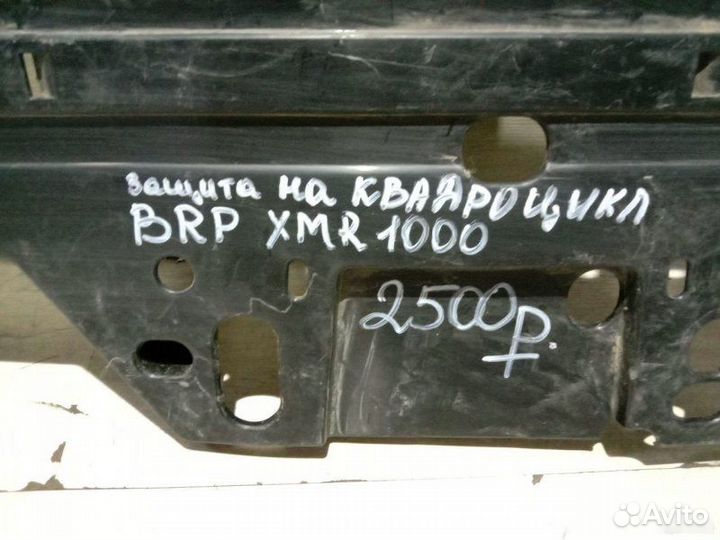 защита на КВАДРОЦИКЛ
BRP XMR 1000
2500р.
Avito